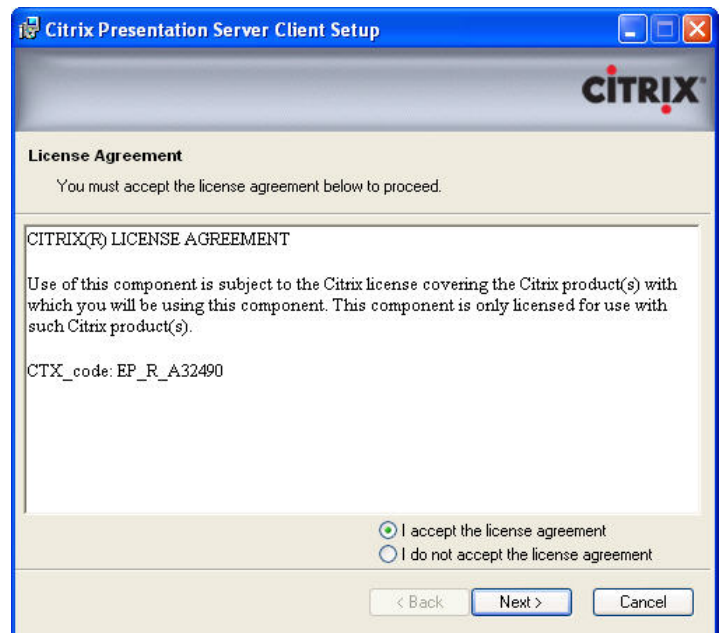 Citrix Presentation Server Client Setup
CITRIX
License Agreement
You must accept the license agreement below to proceed.
CITRIX(R) LICENSE AGREEMENT
Use of this component is subject to the Citrix license covering the Citrix product(s) with
which you will be using this component. This component is only licensed for use with
such Citrix product(s).
CTX_code: EP_R_A32490
I accept the license agreement
I do not accept the license agreement
< Back
Next >
Cancel